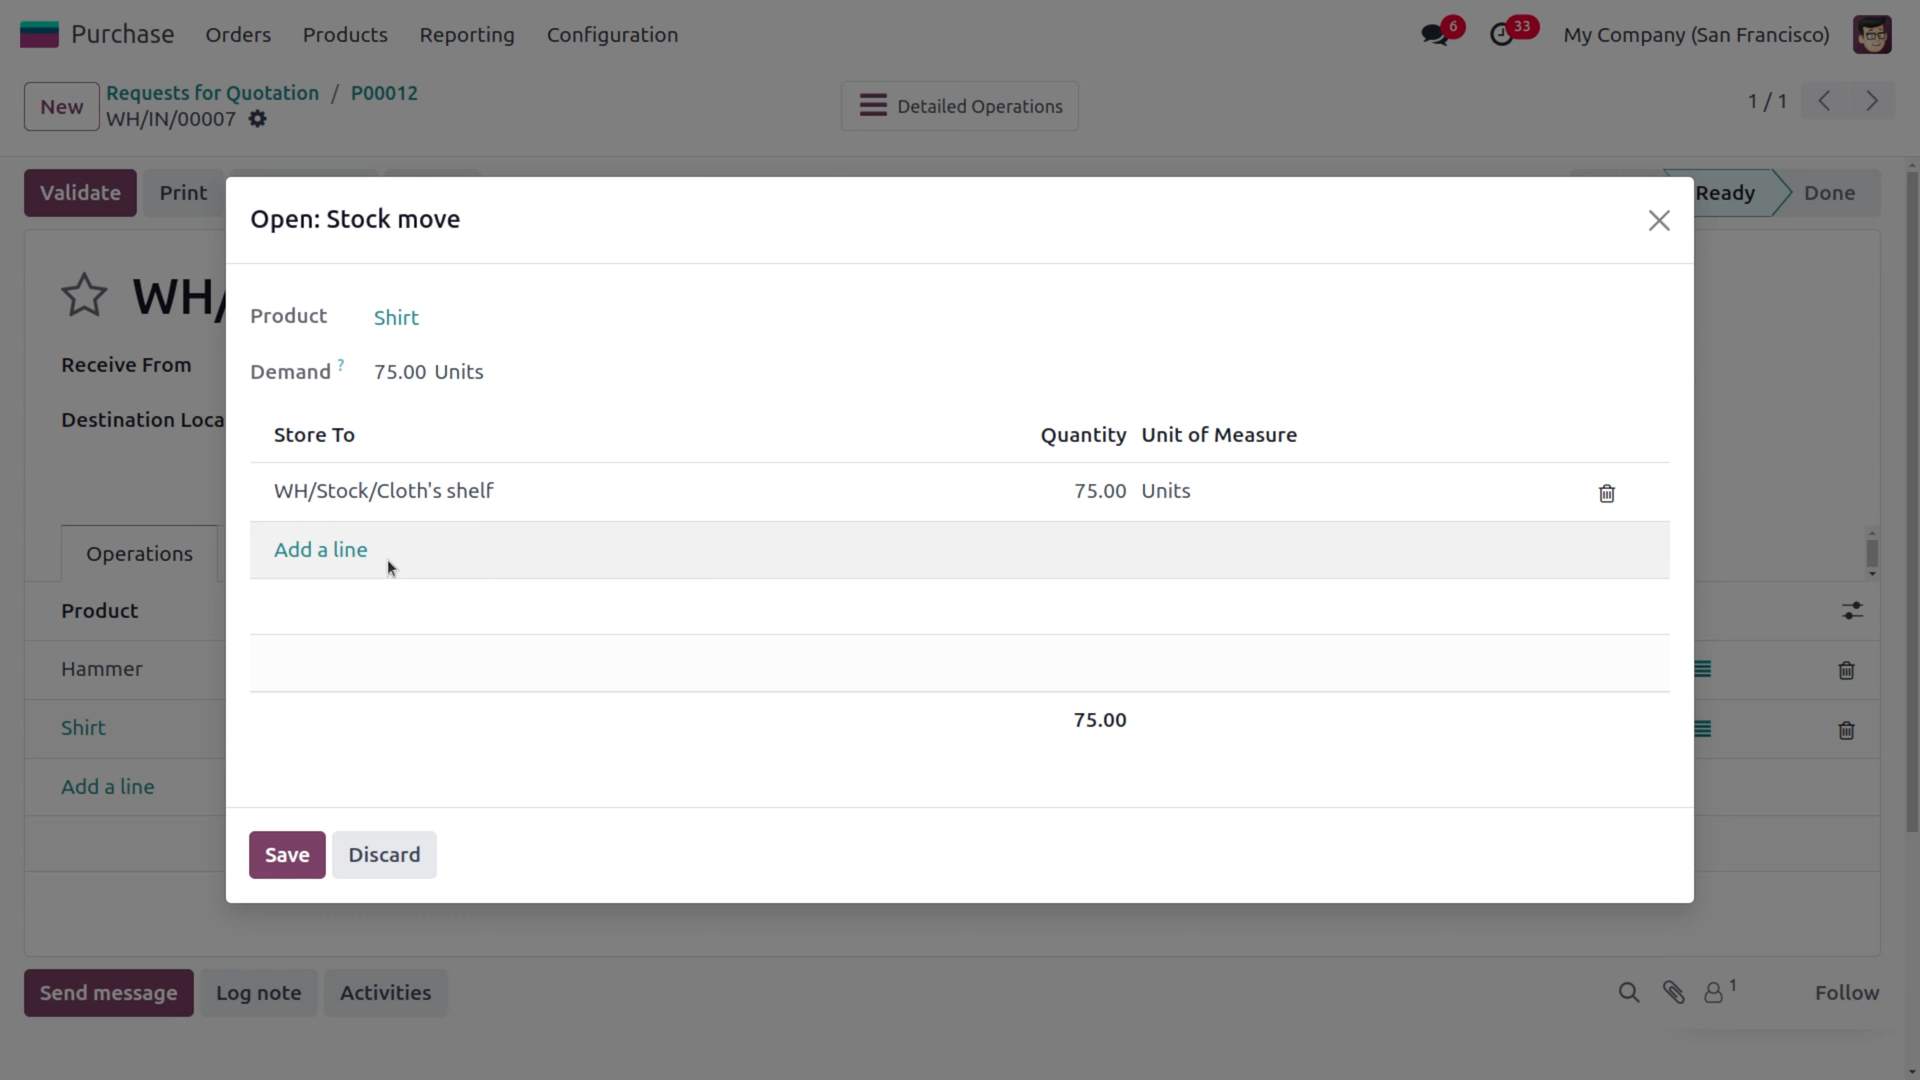 Purchase Orders Products Reporting Configuration 6 33 My Company (San Francisco)
New Requests for Quotation / P00012
WH/IN/00007
Detailed Operations
1 / 1
Validate Print Ready Done
Open: Stock move
WH/
Product Shirt
Receive From
Demand ? 75.00 Units
Destination Loca
Store To Quantity Unit of Measure
WH/Stock/Cloth's shelf 75.00 Units
Add a line
Operations
Product
Hammer
75.00
Shirt
Add a line
Save Discard
Send message Log note Activities 1 Follow